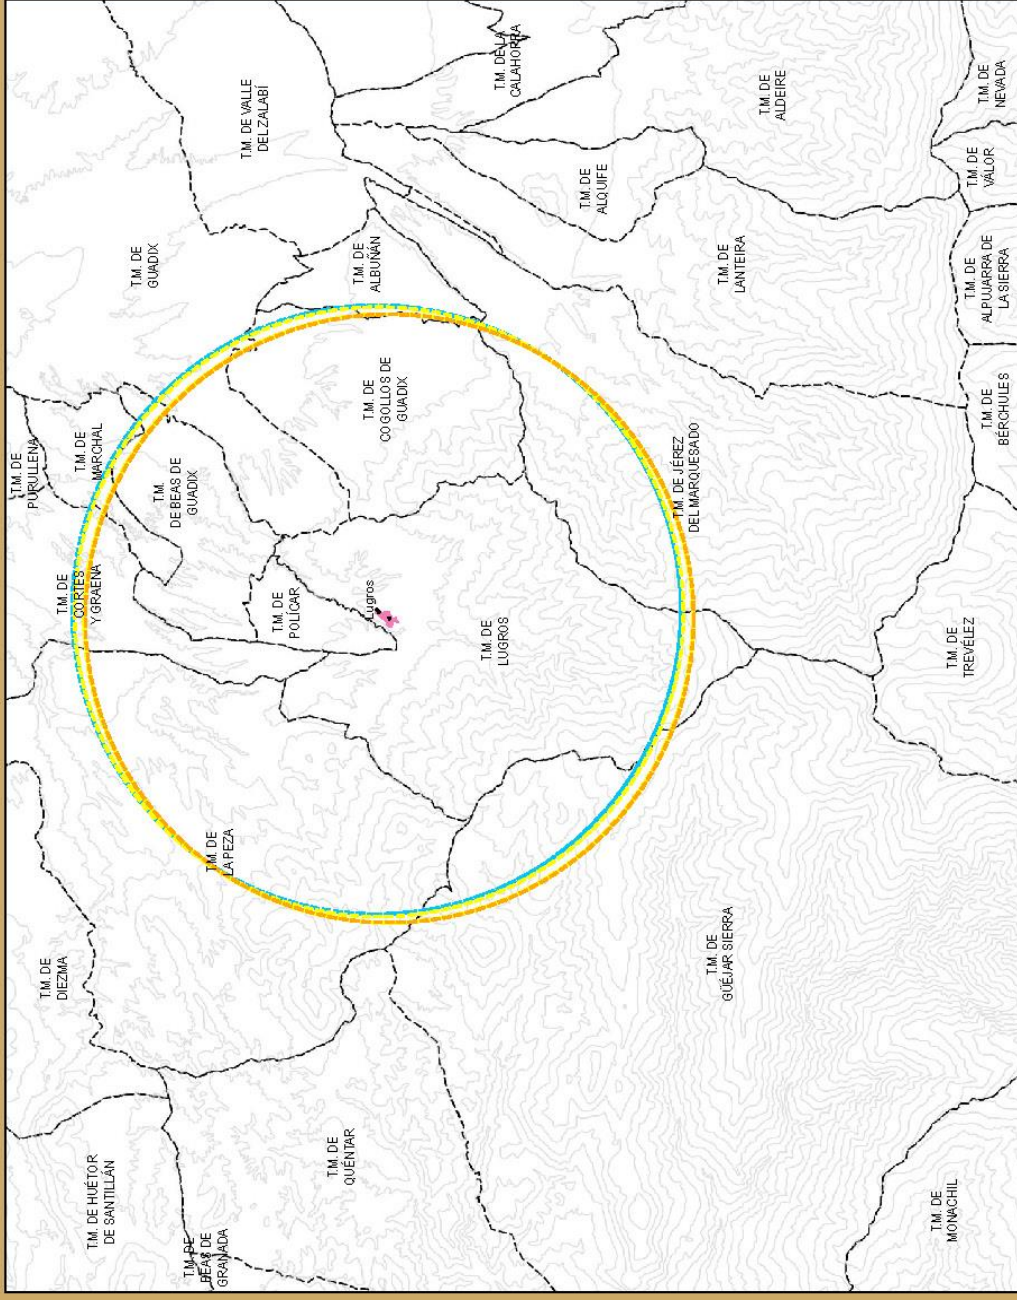 T.M. DE
PURULLENA
T.M. DE
DIEZMA
T.M. DE
CORTES
Y GRAENA
T.M. DE
MARCHAL
T.M. DE HUÉTOR
DE SANTILLÁN
T.M. DE
GUADIX
T.M.
DE BEAS DE
GUADIX
T.M. DE
BEAS DE
GRANADA
T.M. DE
LA PEZA
T.M. DE VALLE
DEL ZALABÍ
T.M. DE
POLÍCAR
T.M. DE
QUÉNTAR
T.M. DE
ALBUÑÁN
Lugros
T.M. DE
COGOLLOS DE
GUADIX
T.M. DE
LUGROS
T.M. DE LA
CALAHORRA
T.M. DE
ALQUIFE
T.M. DE JÉREZ
DEL MARQUESADO
T.M. DE
GÜÉJAR SIERRA
T.M. DE
LANTEIRA
T.M. DE
ALDEIRE
T.M. DE
MONACHIL
T.M. DE
TREVÉLEZ
T.M. DE
VÁLOR
T.M. DE
ALPUJARRA DE
LA SIERRA
T.M. DE
NEVADA
T.M. DE
BÉRCHULES